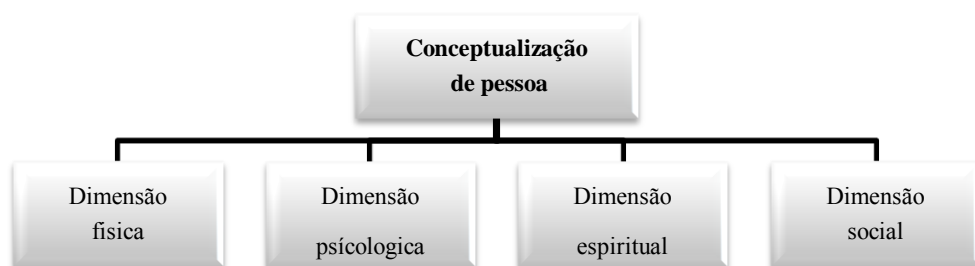 Conceptualização
de pessoa
Dimensão
fisica
Dimensão
psícologica
Dimensão
espiritual
Dimensão
social